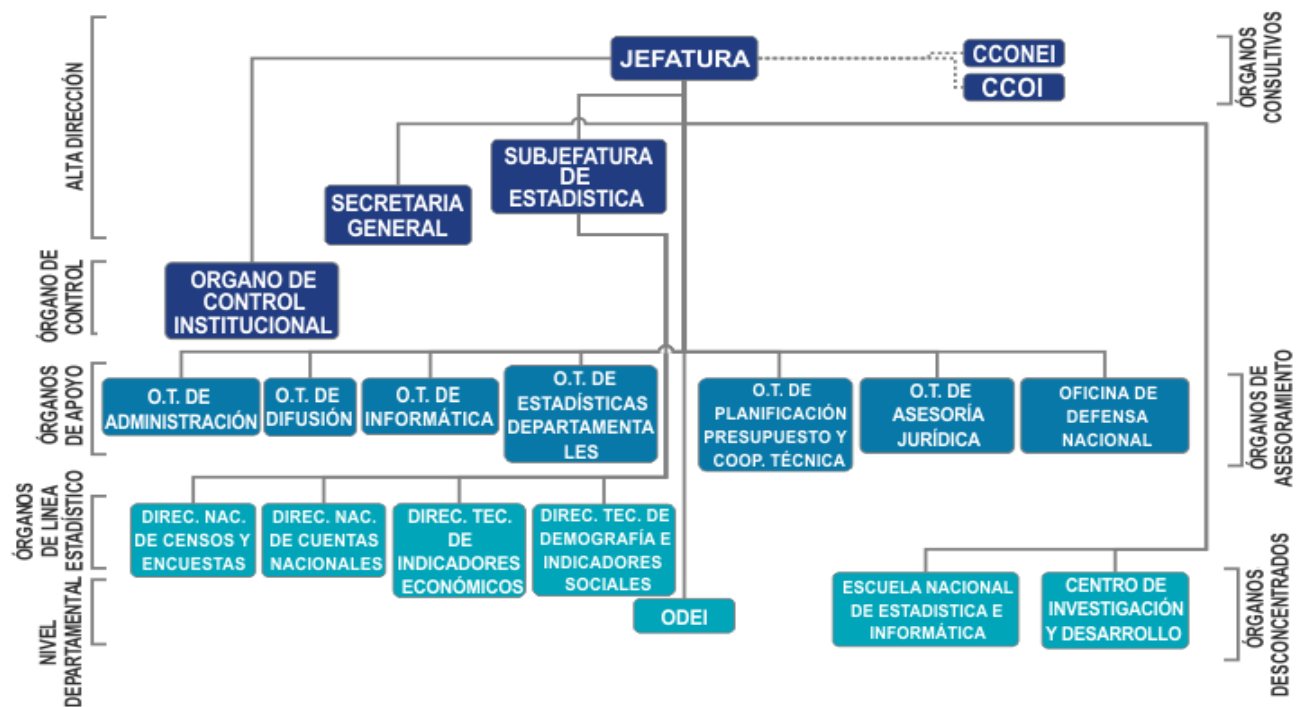 ALTA DIRECCIÓN
JEFATURA
CCONEI
CCOI
ÓRGANOS
CONSULTIVOS
SUBJEFATURA
DE
ESTADISTICA
SECRETARIA
GENERAL
ÓRGANO DE
CONTROL
ORGANO DE
CONTROL
INSTITUCIONAL
ÓRGANOS
DE APOYO
O.T. DE
ADMINISTRACIÓN
O.T. DE
DIFUSIÓN
O.T. DE
INFORMÁTICA
O.T. DE
ESTADÍSTICAS
DEPARTAMENTA
LES
O.T. DE
PLANIFICACIÓN
PRESUPUESTO Y
COOP. TÉCNICA
O.T. DE
ASESORÍA
JURÍDICA
OFICINA DE
DEFENSA
NACIONAL
ÓRGANOS DE
ASESORAMIENTO
ÓRGANOS
DE LINEA
ESTADÍSTICO
DIREC. NAC.
DE CENSOS Y
ENCUESTAS
DIREC. NAC.
DE CUENTAS
NACIONALES
DIREC. TEC.
DE
INDICADORES
ECONÓMICOS
DIREC. TEC. DE
DEMOGRAFÍA E
INDICADORES
SOCIALES
NIVEL
DEPARTAMENTAL
ODEI
ESCUELA NACIONAL
DE ESTADISTICA E
INFORMÁTICA
CENTRO DE
INVESTIGACIÓN
Y DESARROLLO
ÓRGANOS
DESCONCENTRADOS